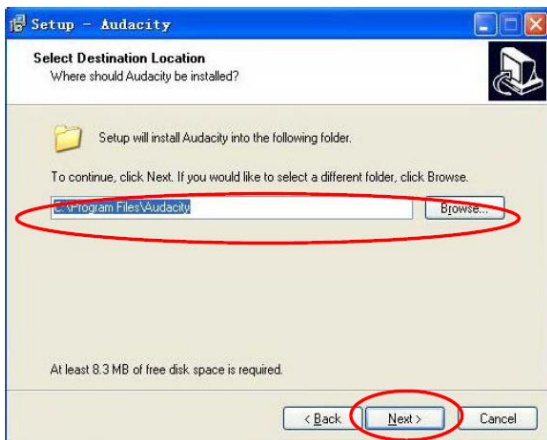 Setup - Audacity
Select Destination Location
Where should Audacity be installed?
Setup will install Audacity into the following folder.
To continue, click Next. If you would like to select a different folder, click Browse.
C:\Program Files\Audacity
Browse...
At least 8.3 MB of free disk space is required.
< Back
Next >
Cancel